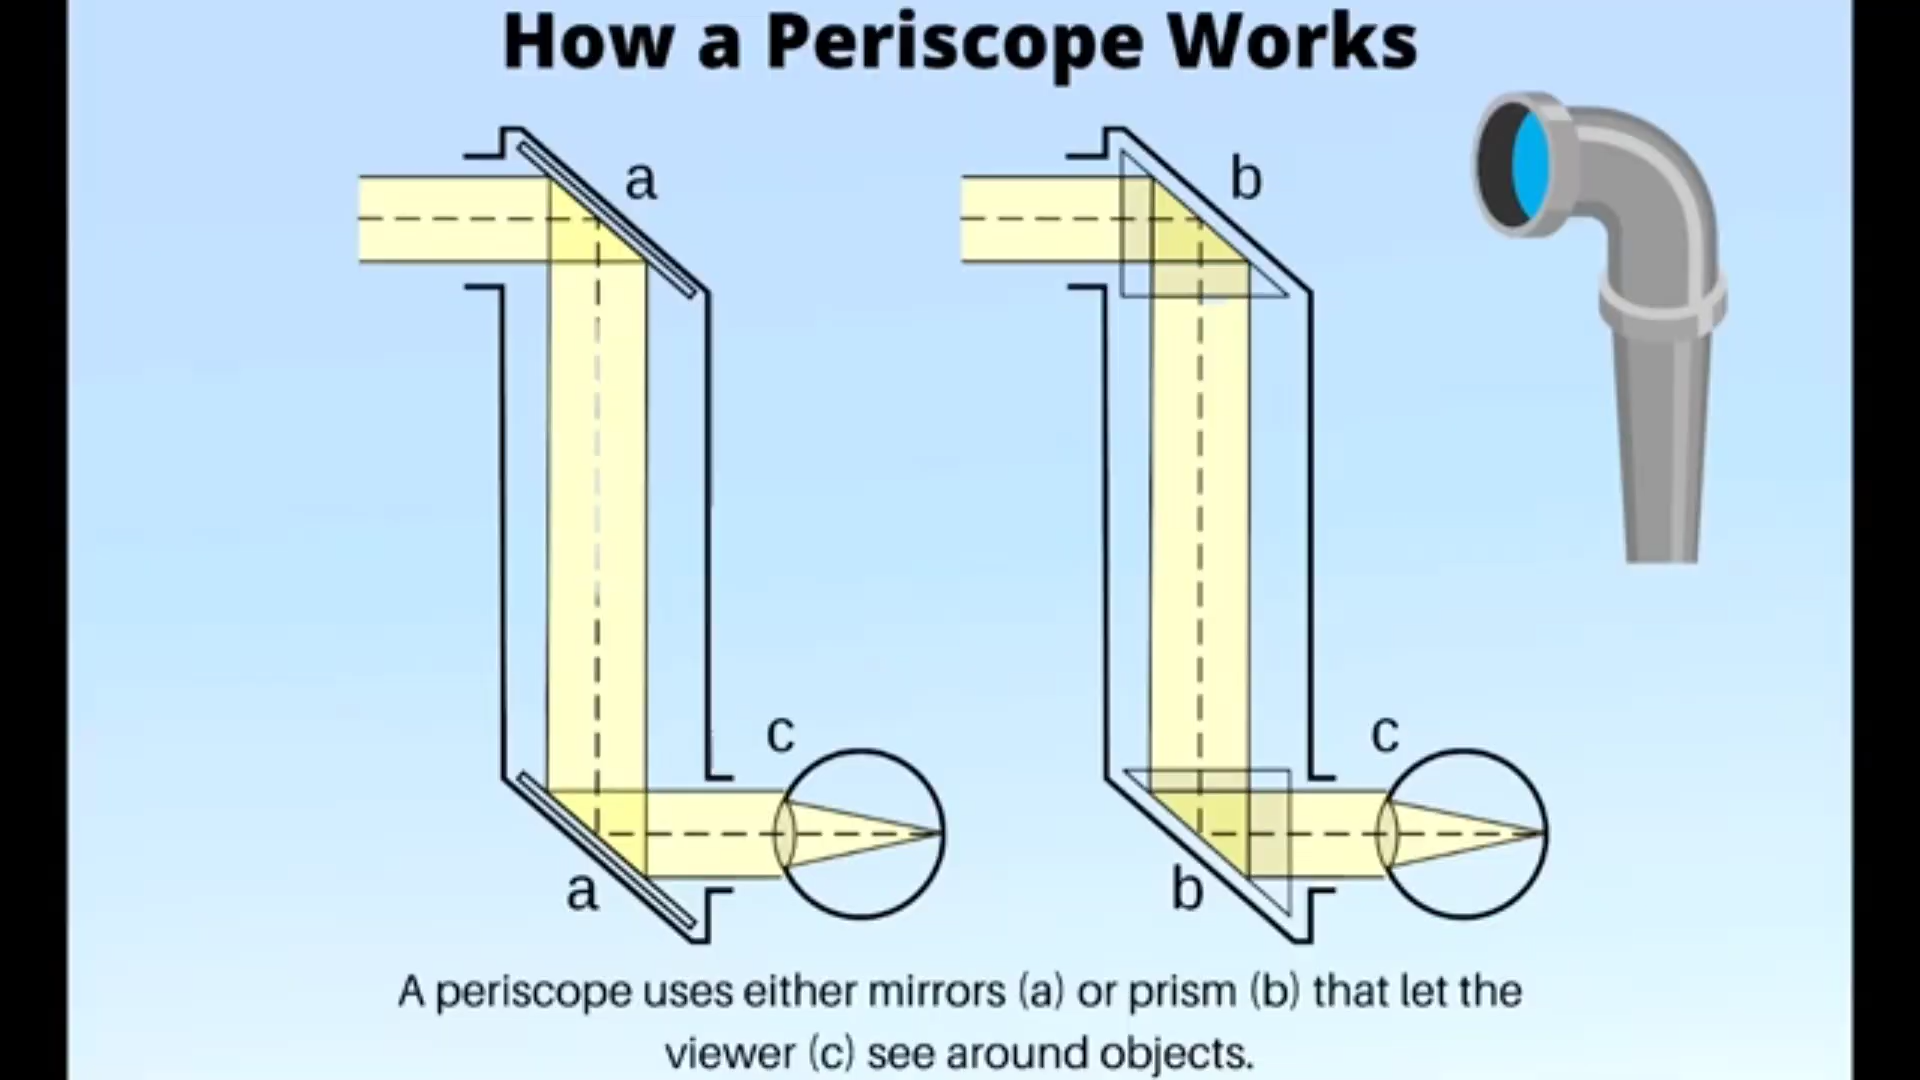 How a Periscope Works
a
b
c
c
a
b
A periscope uses either mirrors (a) or prism (b) that let the
viewer (c) see around objects.